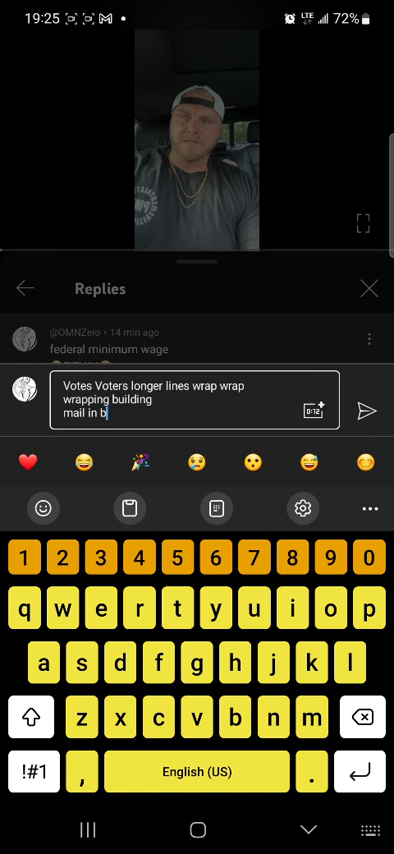 19:25
LTE 72%
Replies
@OMNZero • 14 min ago
federal minimum wage
Votes Voters longer lines wrap wrap
wrapping building
mail in b
0:12
1 2 3 4 5 6 7 8 9 0
q w e r t y u i o p
a s d f g h j k l
z x c v b n m
!#1 , English (US) .